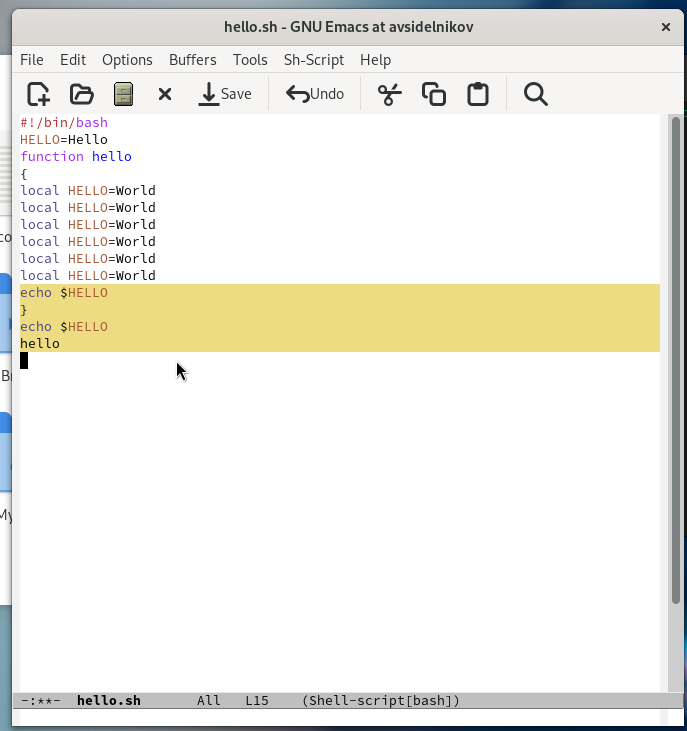 hello.sh - GNU Emacs at avsidelnikov
File Edit Options Buffers Tools Sh-Script Help
Save Undo
#!/bin/bash
HELLO=Hello
function hello
{
local HELLO=World
local HELLO=World
local HELLO=World
local HELLO=World
local HELLO=World
local HELLO=World
echo $HELLO
}
echo $HELLO
hello
-:**- hello.sh All L15 (Shell-script[bash])